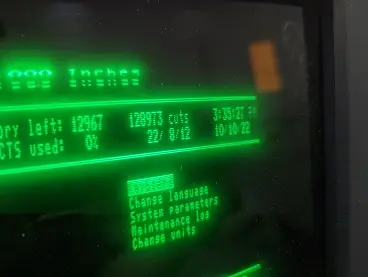 Inches
ory left: 12967 128973 cuts 3:35:27 P
CTS used: 0% 22/ 8/12 10/10/22
Change language
System parameters
Maintenance log
Change units